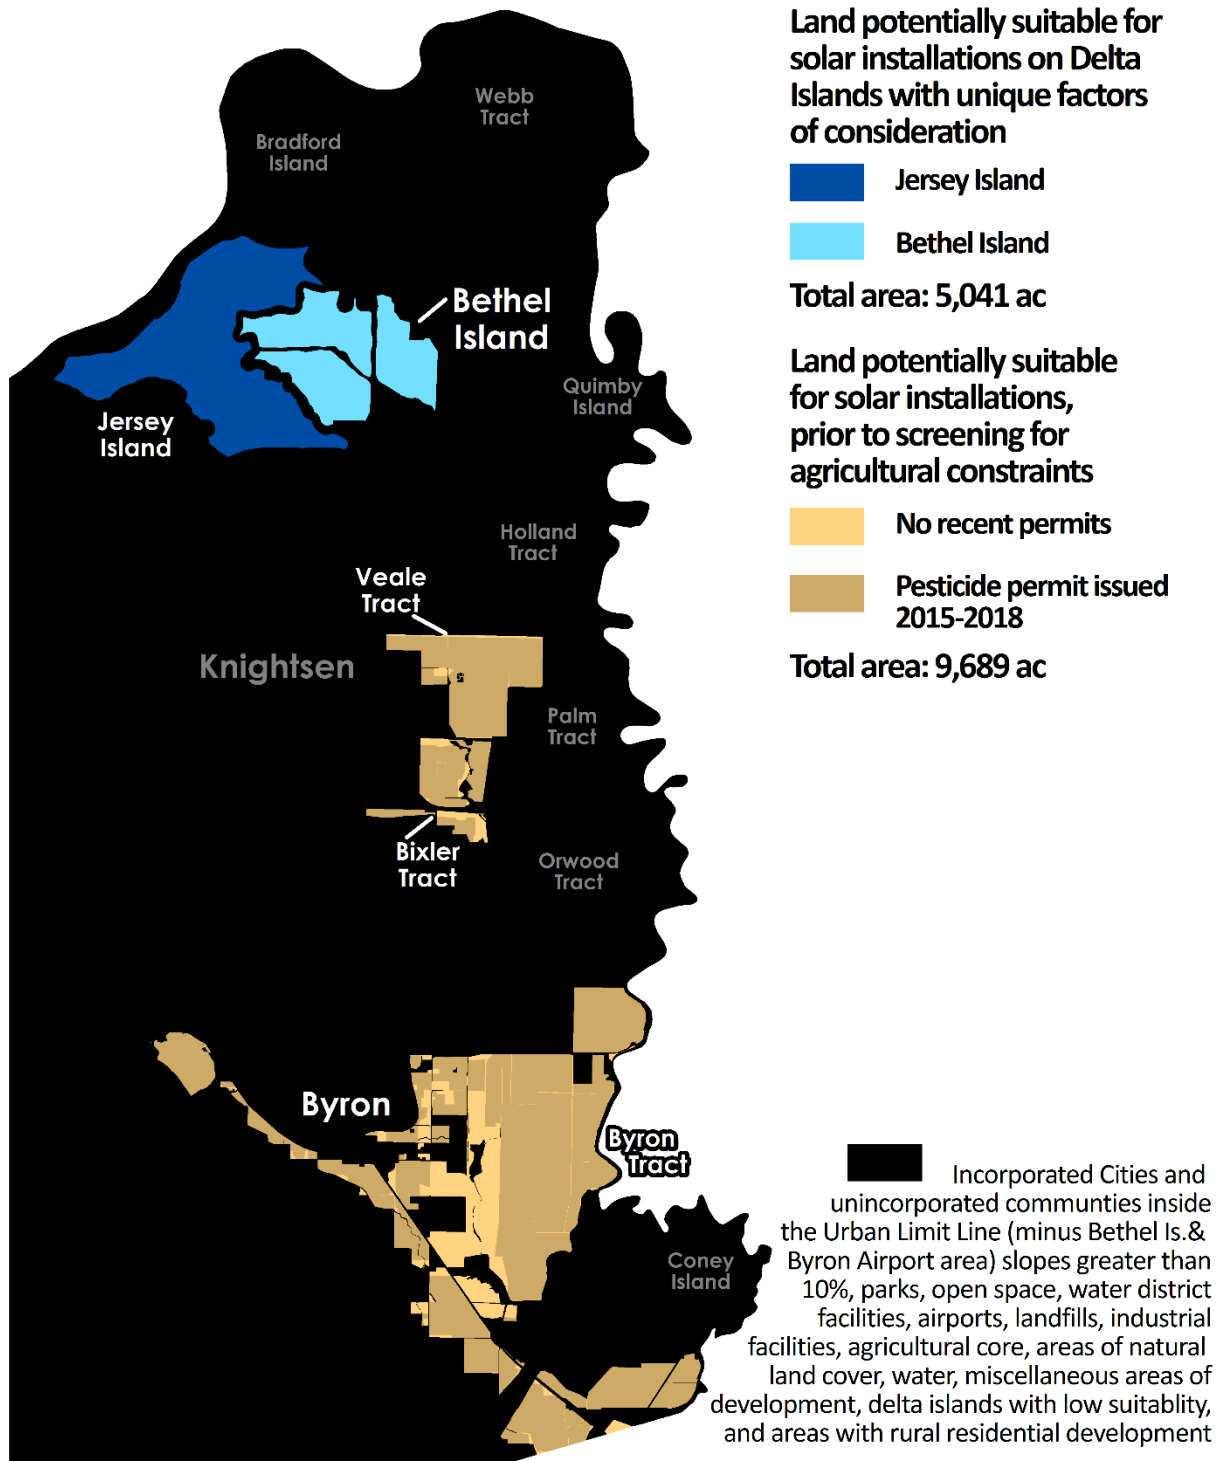 Land potentially suitable for
solar installations on Delta
Islands with unique factors
of consideration
Jersey Island
Bethel Island
Total area: 5,041 ac
Land potentially suitable
for solar installations,
prior to screening for
agricultural constraints
No recent permits
Pesticide permit issued
2015-2018
Total area: 9,689 ac
Webb
Tract
Bradford
Island
Bethel
Island
Quimby
Island
Jersey
Island
Holland
Tract
Veale
Tract
Knightsen
Palm
Tract
Bixler
Tract
Orwood
Tract
Byron
Byron
Tract
Coney
Island
Incorporated Cities and
unincorporated communties inside
the Urban Limit Line (minus Bethel Is.&
Byron Airport area) slopes greater than
10%, parks, open space, water district
facilities, airports, landfills, industrial
facilities, agricultural core, areas of natural
land cover, water, miscellaneous areas of
development, delta islands with low suitablity,
and areas with rural residential development